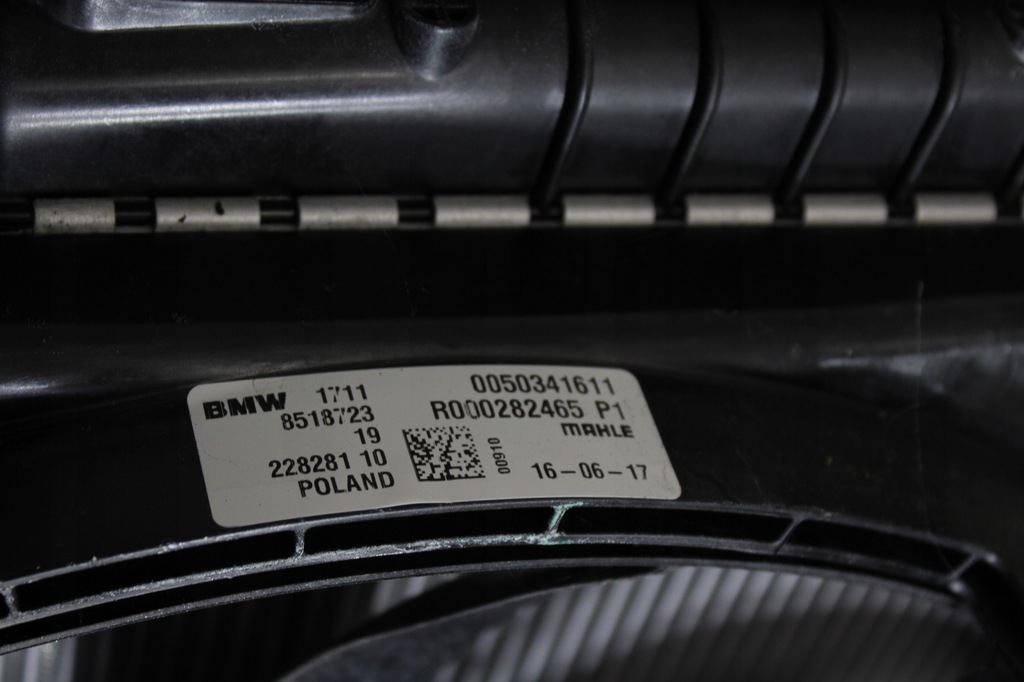 BMW 1711
8518723
19
228281 10
POLAND
0050341611
R000282465 P1
MAHLE
00910
16-06-17